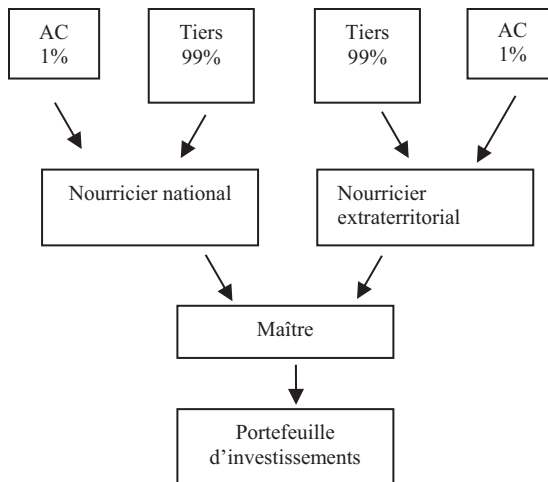 AC
1%
Tiers
99%
Tiers
99%
AC
1%
Nourricier national
Nourricier
extraterritorial
Maître
Portefeuille
d’investissements